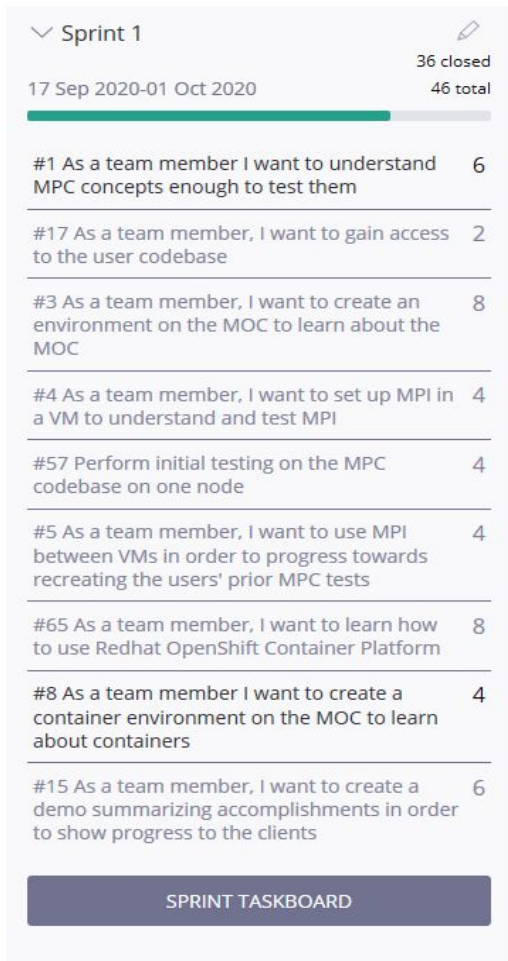 Sprint 1
36 closed
17 Sep 2020-01 Oct 2020
46 total
#1 As a team member I want to understand 6
MPC concepts enough to test them
#17 As a team member, I want to gain access 2
to the user codebase
#3 As a team member, I want to create an 8
environment on the MOC to learn about the
MOC
#4 As a team member, I want to set up MPI in 4
a VM to understand and test MPI
#57 Perform initial testing on the MPC 4
codebase on one node
#5 As a team member, I want to use MPI 4
between VMs in order to progress towards
recreating the users' prior MPC tests
#65 As a team member, I want to learn how 8
to use Redhat OpenShift Container Platform
#8 As a team member I want to create a 4
container environment on the MOC to learn
about containers
#15 As a team member, I want to create a 6
demo summarizing accomplishments in order
to show progress to the clients
SPRINT TASKBOARD